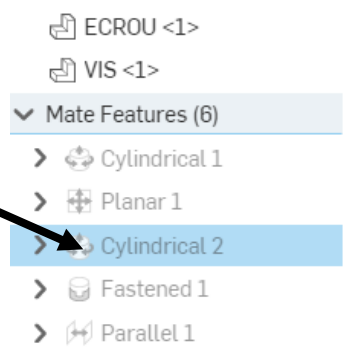 ECROU <1>
VIS <1>
Mate Features (6)
Cylindrical 1
Planar 1
Cylindrical 2
Fastened 1
Parallel 1